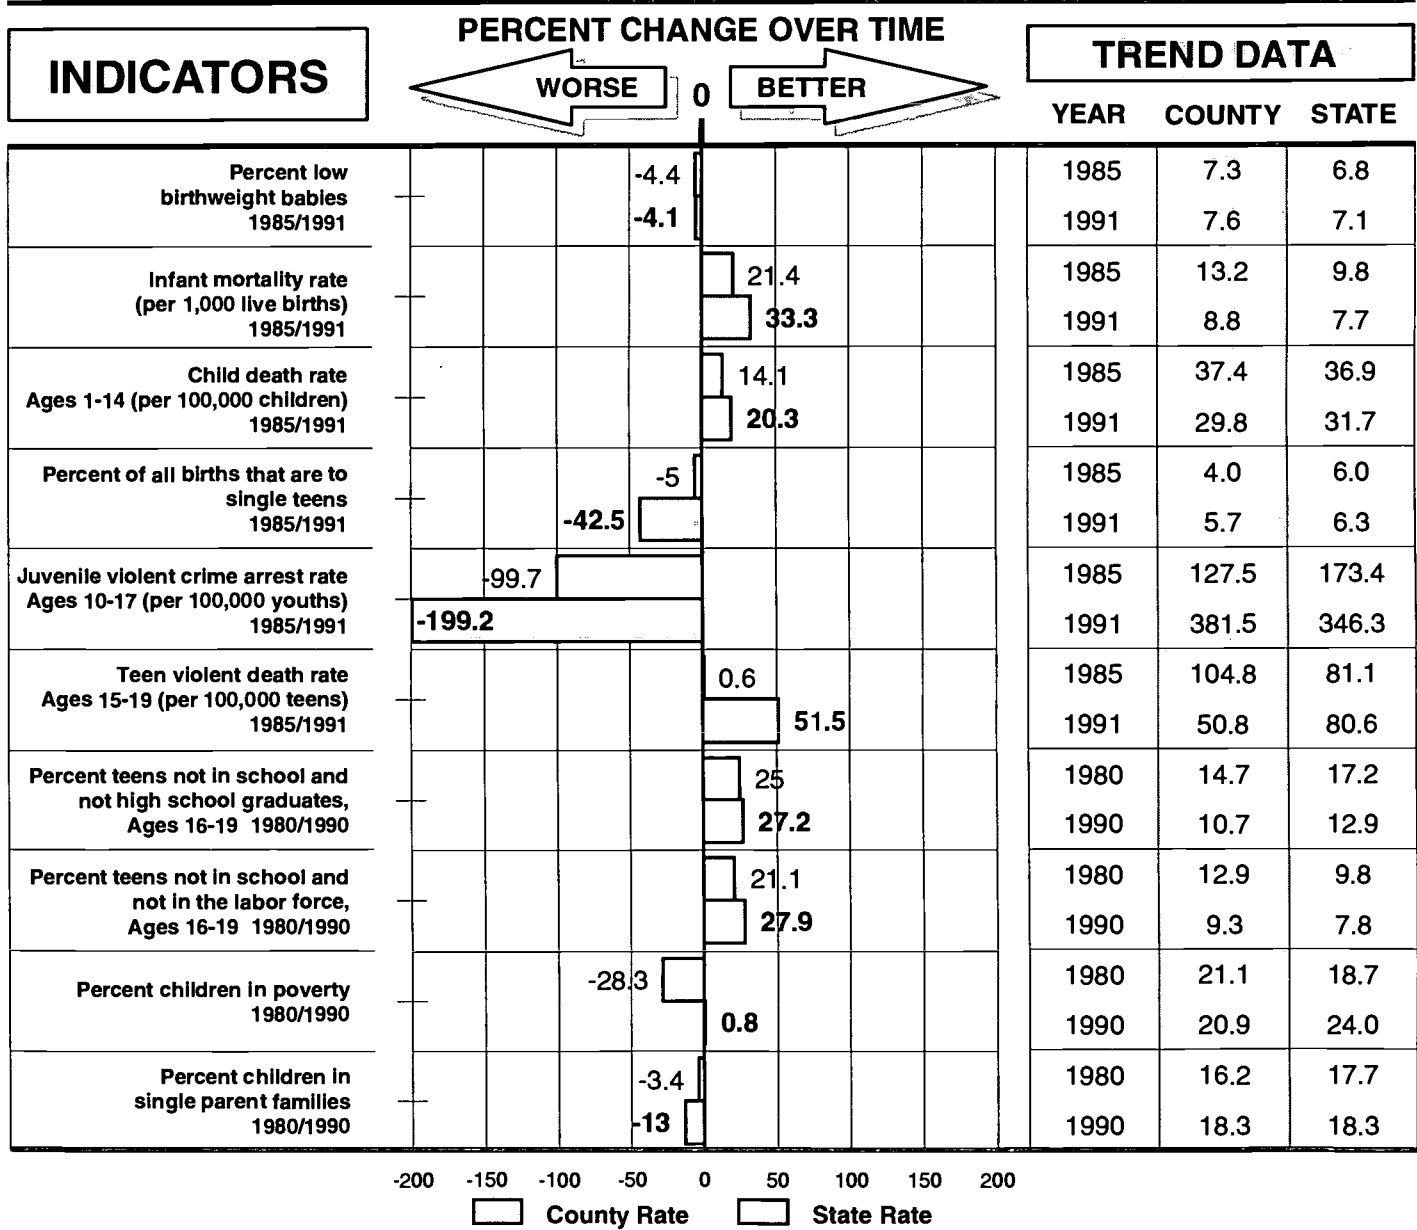 PERCENT CHANGE OVER TIME
INDICATORS
WORSE
0
BETTER
TREND DATA
YEAR COUNTY STATE
Percent low
birthweight babies
1985/1991
-4.4
-4.1
1985 7.3 6.8
1991 7.6 7.1
Infant mortality rate
(per 1,000 live births)
1985/1991
21.4
33.3
1985 13.2 9.8
1991 8.8 7.7
Child death rate
Ages 1-14 (per 100,000 children)
1985/1991
14.1
20.3
1985 37.4 36.9
1991 29.8 31.7
Percent of all births that are to
single teens
1985/1991
-5
-42.5
1985 4.0 6.0
1991 5.7 6.3
Juvenile violent crime arrest rate
Ages 10-17 (per 100,000 youths)
1985/1991
-99.7
-199.2
1985 127.5 173.4
1991 381.5 346.3
Teen violent death rate
Ages 15-19 (per 100,000 teens)
1985/1991
0.6
51.5
1985 104.8 81.1
1991 50.8 80.6
Percent teens not in school and
not high school graduates,
Ages 16-19 1980/1990
25
27.2
1980 14.7 17.2
1990 10.7 12.9
Percent teens not in school and
not in the labor force,
Ages 16-19 1980/1990
21.1
27.9
1980 12.9 9.8
1990 9.3 7.8
Percent children in poverty
1980/1990
-28.3
0.8
1980 21.1 18.7
1990 20.9 24.0
Percent children in
single parent families
1980/1990
-3.4
-13
1980 16.2 17.7
1990 18.3 18.3
-200 -150 -100 -50 0 50 100 150 200
County Rate State Rate